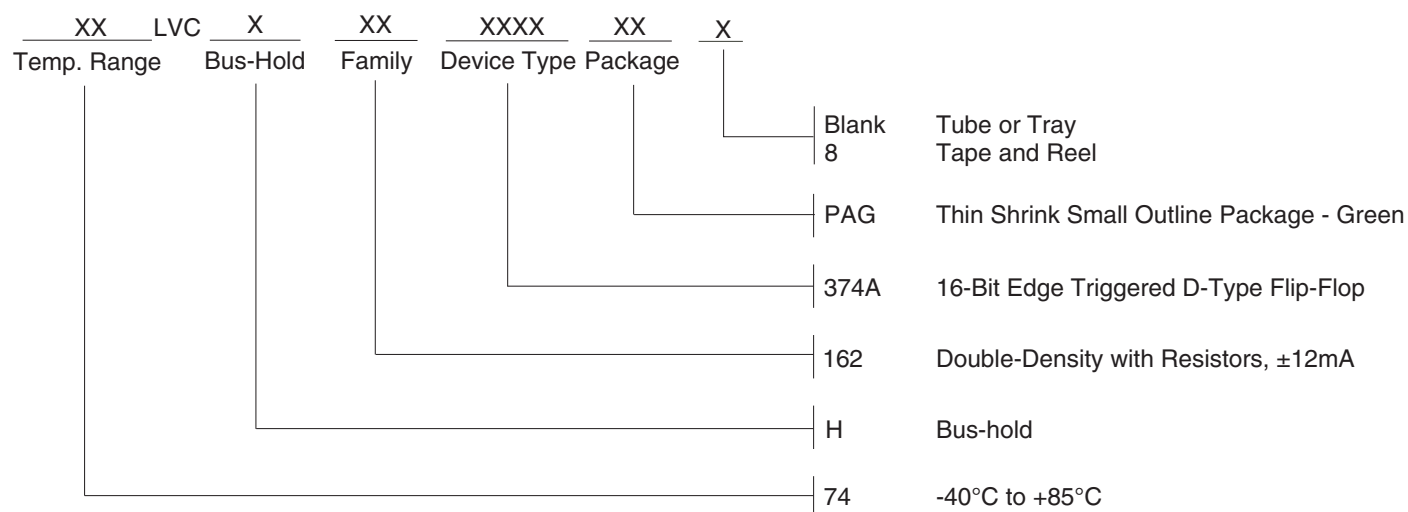 XX LVC X XX XXXX XX X
Temp. Range Bus-Hold Family Device Type Package
Blank Tube or Tray
8 Tape and Reel
PAG Thin Shrink Small Outline Package - Green
374A 16-Bit Edge Triggered D-Type Flip-Flop
162 Double-Density with Resistors, ±12mA
H Bus-hold
74 -40°C to +85°C